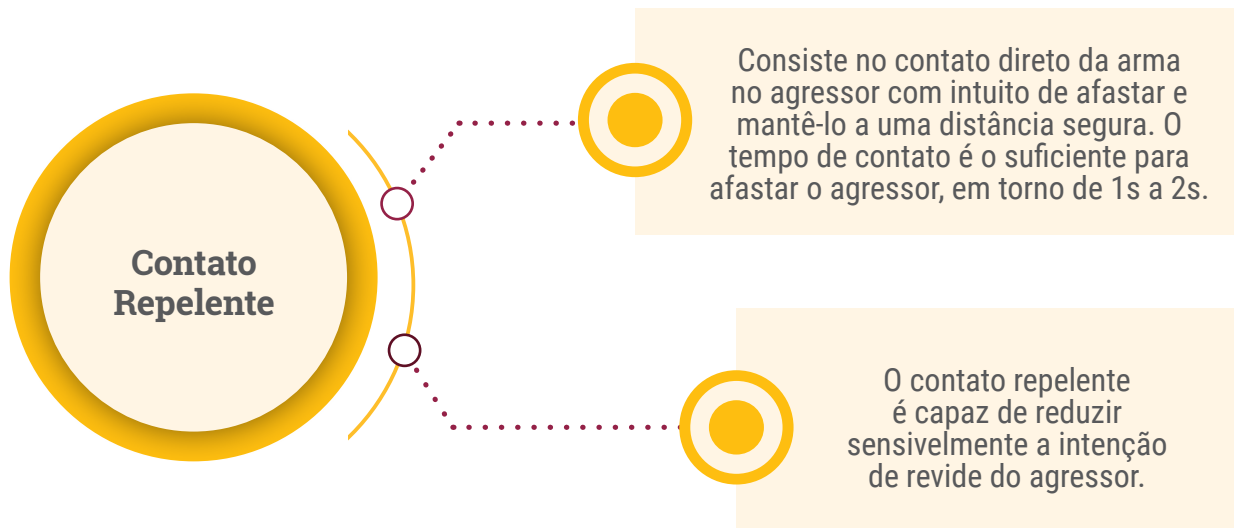 Contato
Repelente
Consiste no contato direto da arma
no agressor com intuito de afastar e
mantê-lo a uma distância segura. O
tempo de contato é o suficiente para
afastar o agressor, em torno de 1s a 2s.
O contato repelente
é capaz de reduzir
sensivelmente a intenção
de revide do agressor.